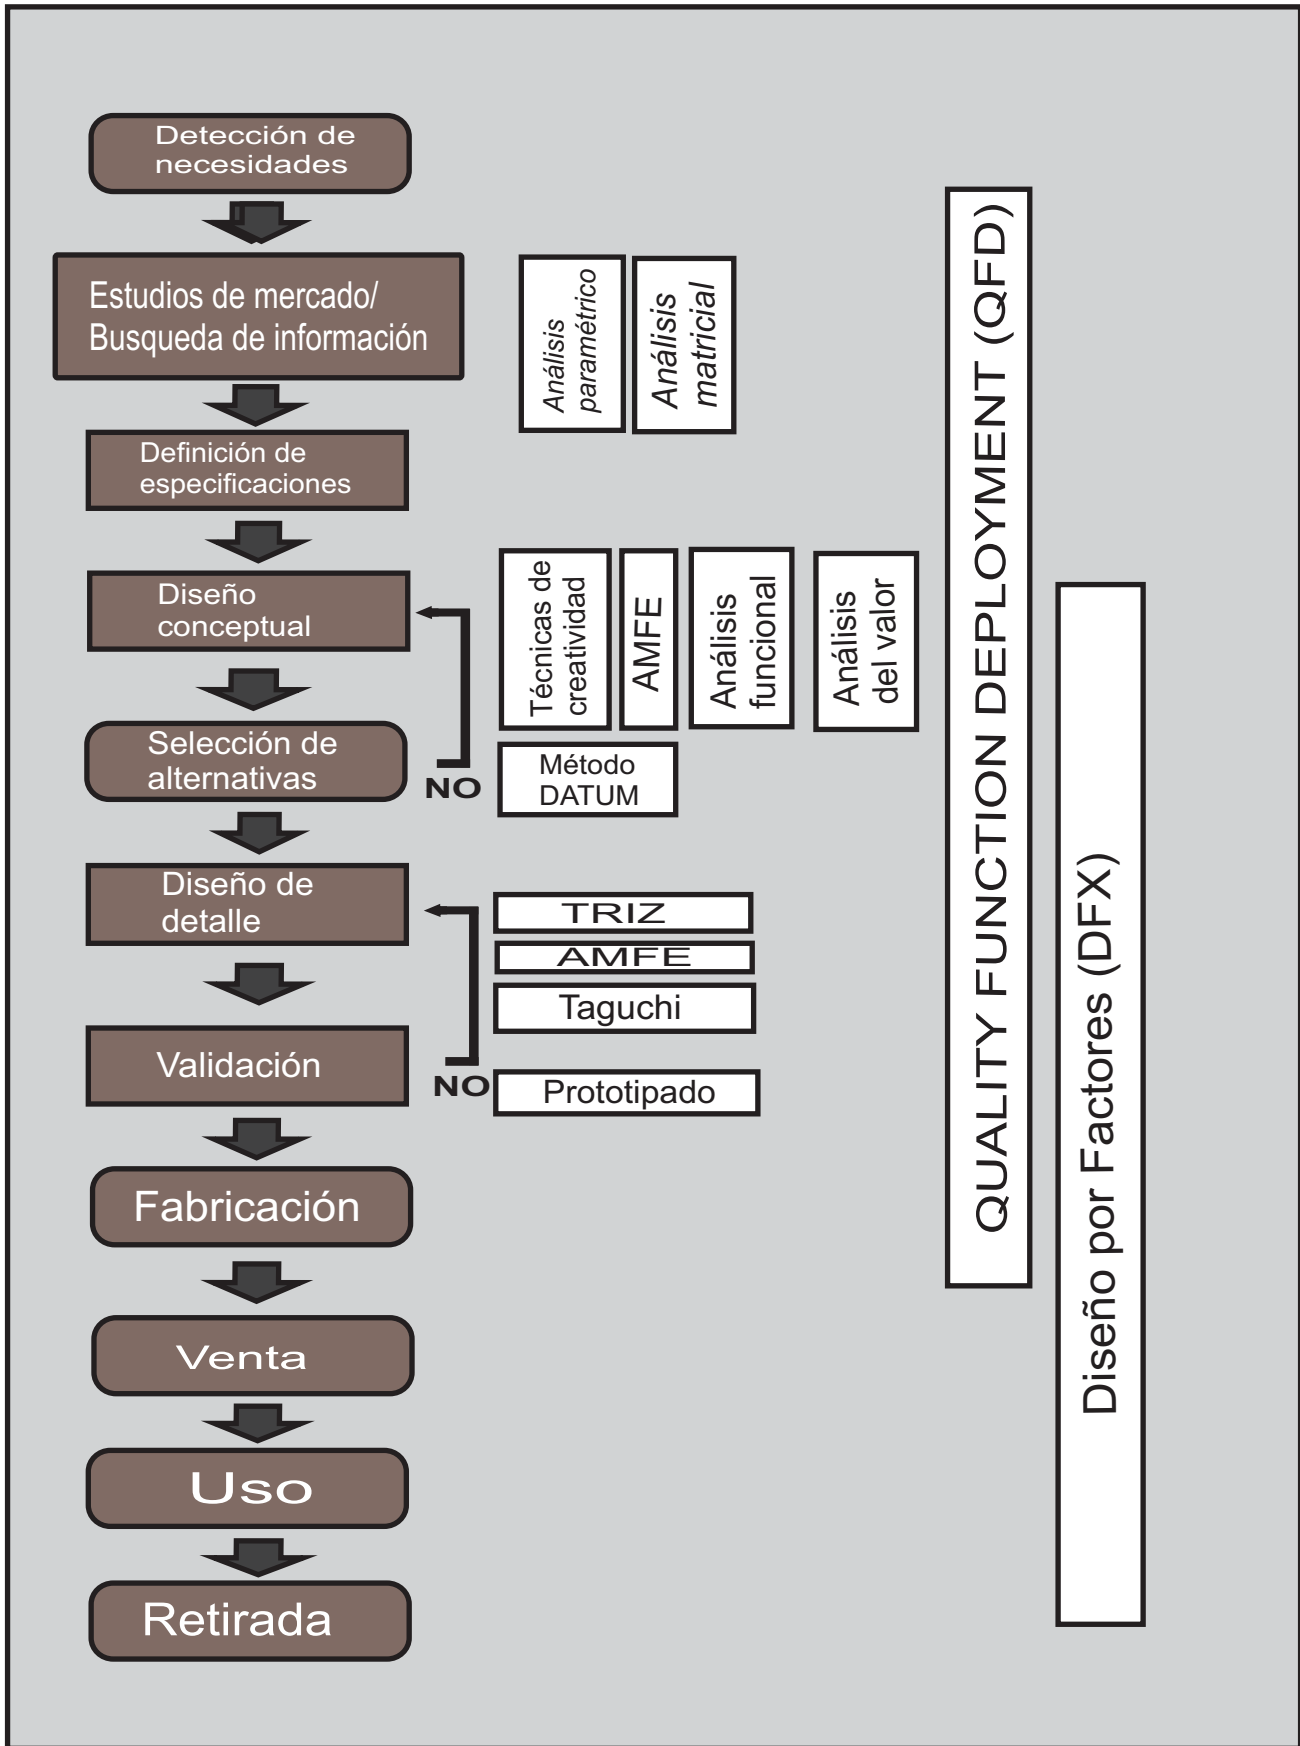 Detección de
necesidades
Estudios de mercado/
Busqueda de información
Análisis
paramétrico
Análisis
matricial
Definición de
especificaciones
Diseño
conceptual
Técnicas de
creatividad
AMFE
Análisis
funcional
Análisis
del valor
Selección de
alternativas
NO
Método
DATUM
Diseño de
detalle
TRIZ
AMFE
Taguchi
Validación
NO
Prototipado
Fabricación
Venta
Uso
Retirada
QUALITY FUNCTION DEPLOYMENT (QFD)
Diseño por Factores (DFX)